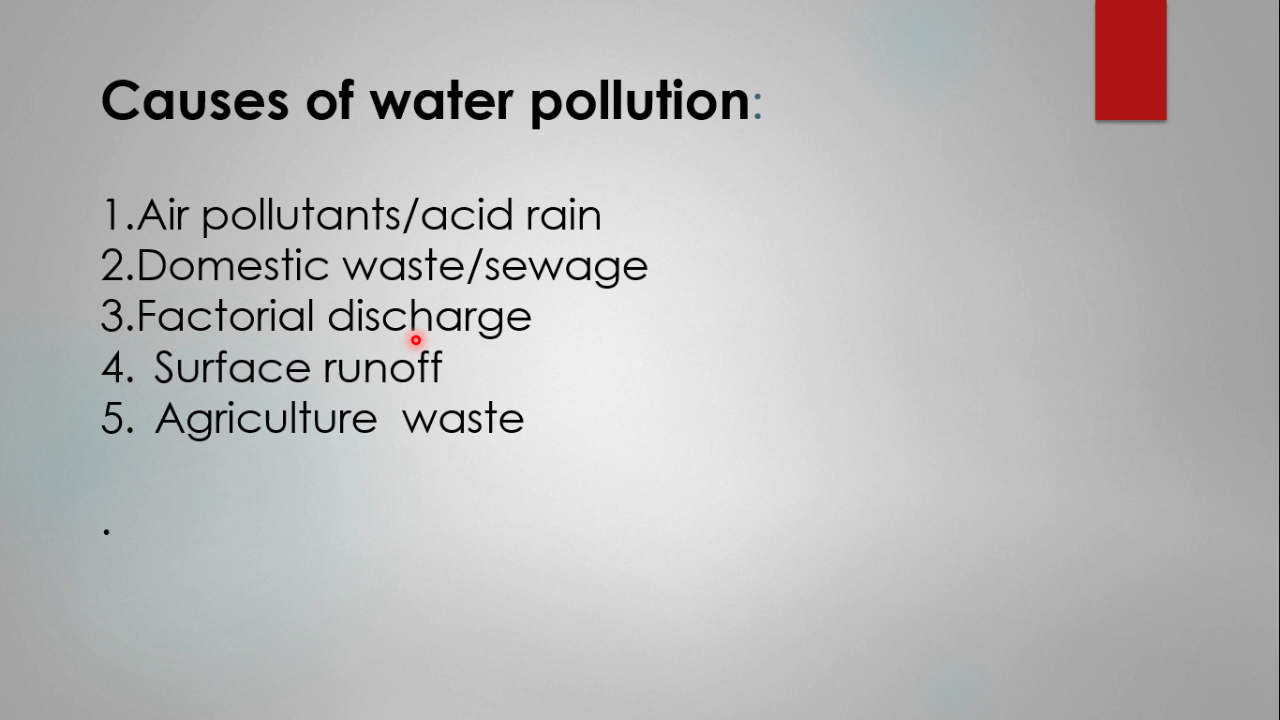 Causes of water pollution:
1.Air pollutants/acid rain
2.Domestic waste/sewage
3.Factorial discharge
4. Surface runoff
5. Agriculture  waste
.